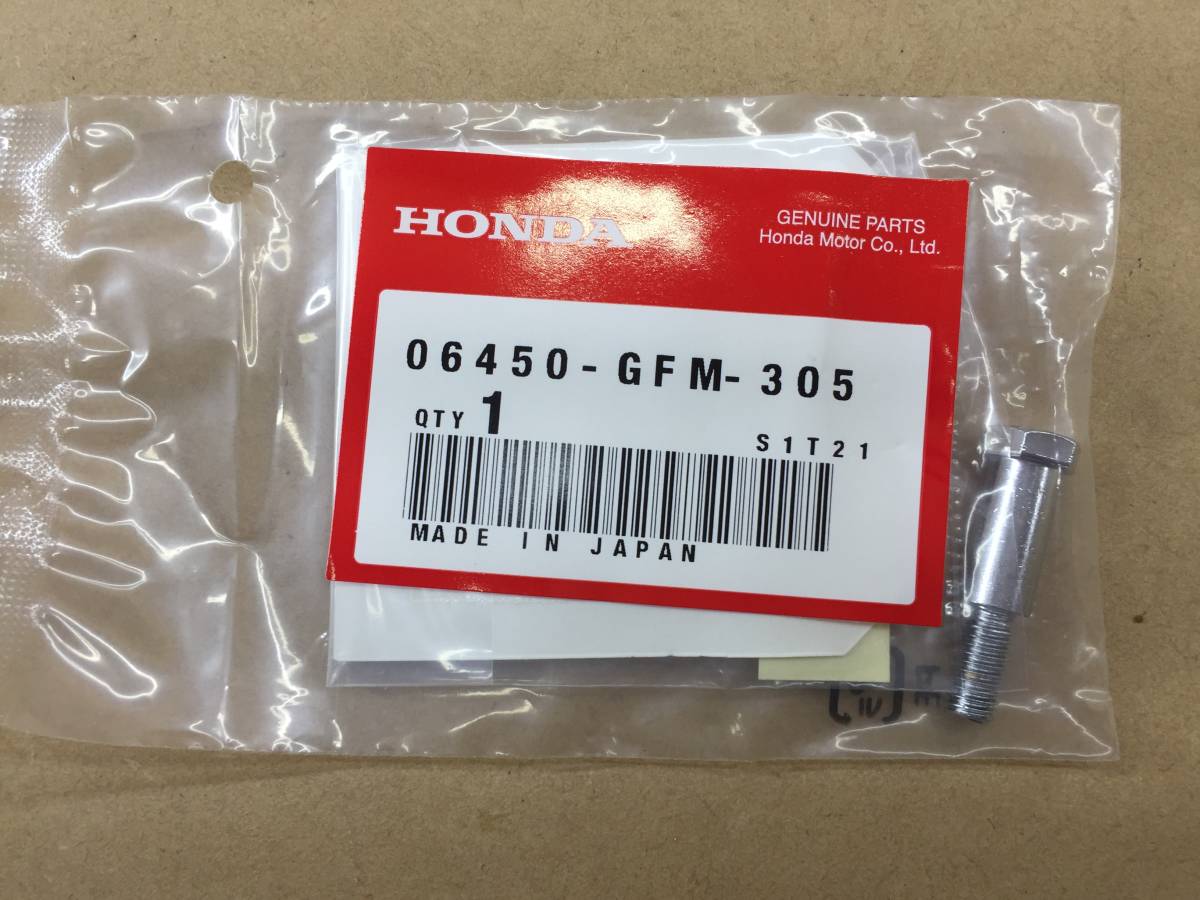 HONDA
GENUINE PARTS
Honda Motor Co., Ltd.
06450-GFM-305
QTY 1
S1T21
MADE IN JAPAN